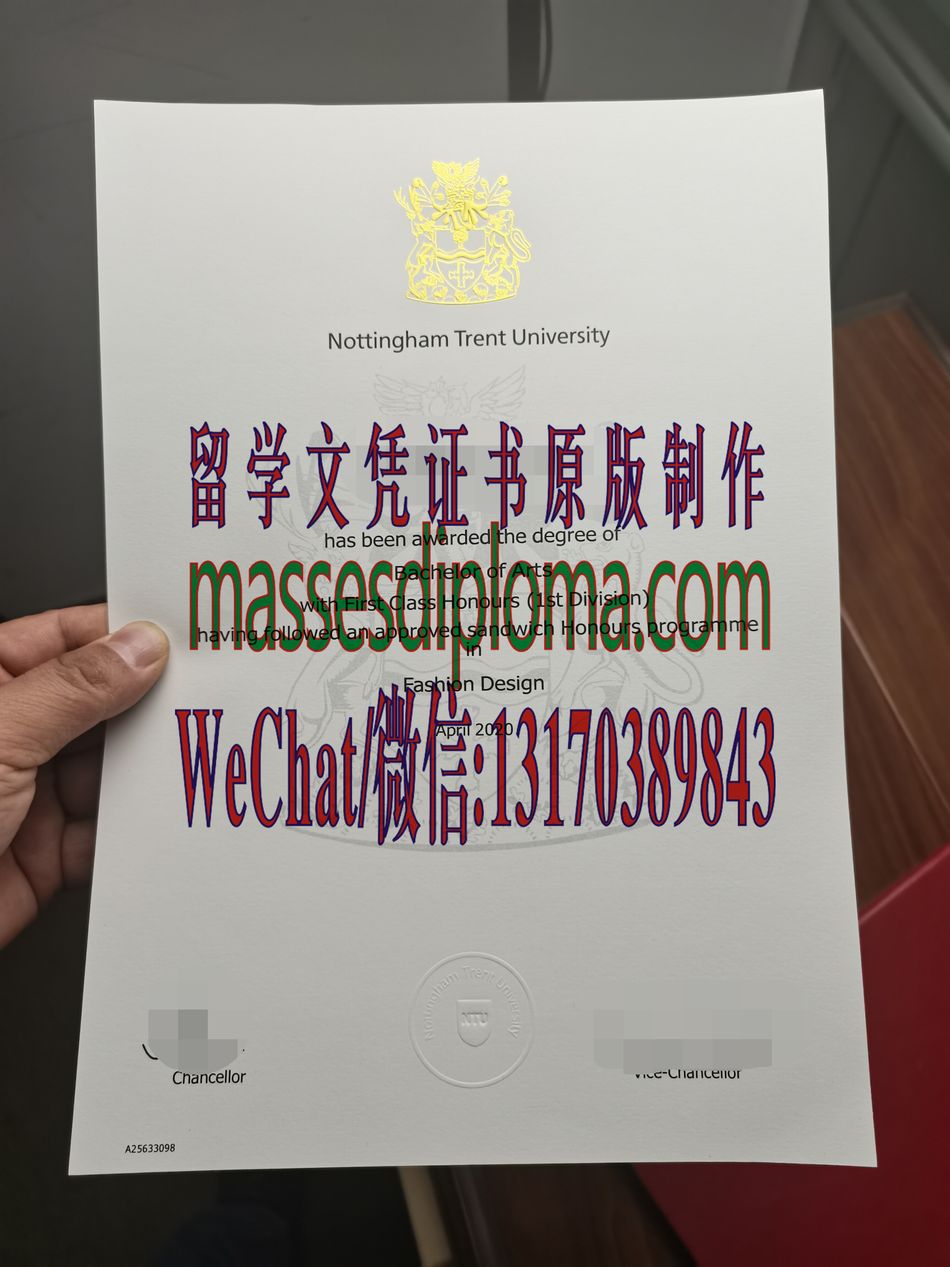 Nottingham Trent University
留学文凭证书原版制作
has been awarded the degree of
massesdiploma.com
Bachelor of Arts
with First Class Honours (1st Division)
having followed an approved sandwich Honours programme
in
Fashion Design
April 2020
WeChat/微信:13170389843
Nottingham Trent University
NTU
Chancellor
Vice-Chancellor
A25633098